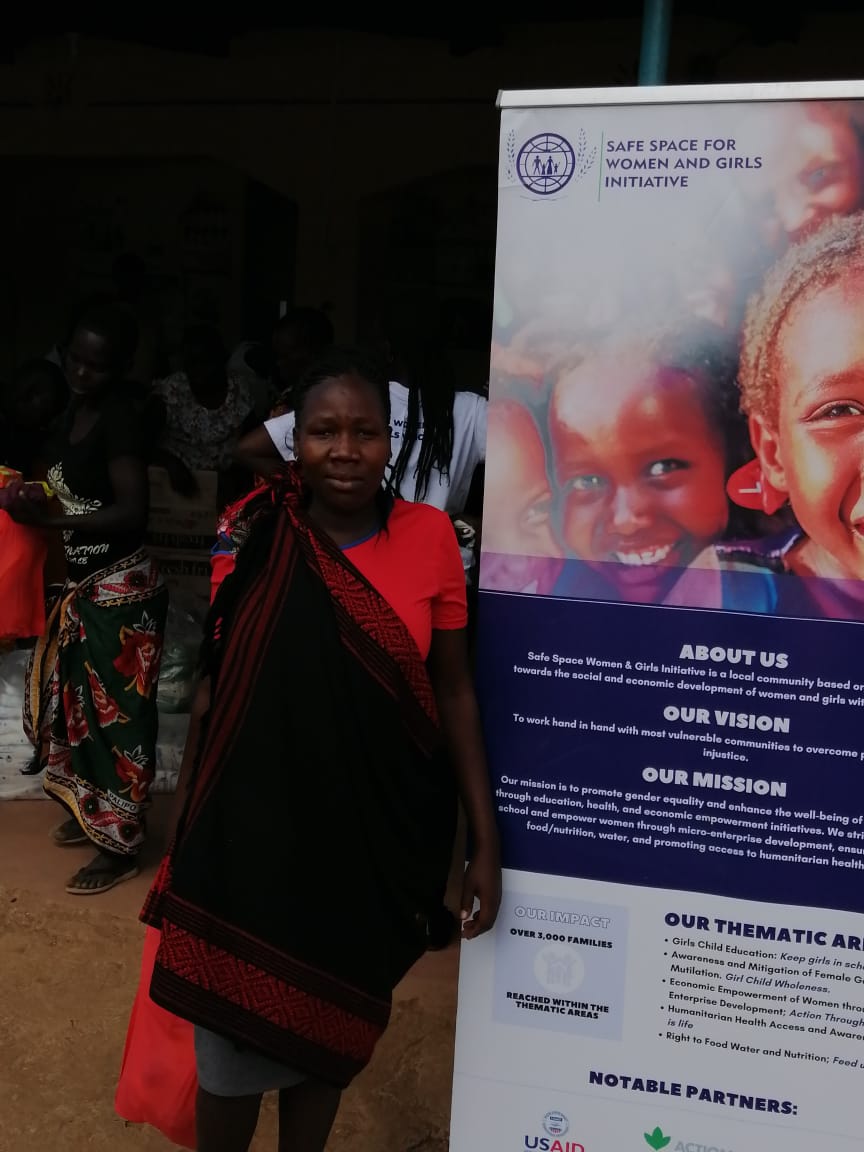 SAFE SPACE FOR
WOMEN AND GIRLS
INITIATIVE
ABOUT US
Safe Space Women & Girls Initiative is a local community based or
towards the social and economic development of women and girls wit
OUR VISION
To work hand in hand with most vulnerable communities to overcome p
injustice.
OUR MISSION
Our mission is to promote gender equality and enhance the well-being of
through education, health, and economic empowerment initiatives. We stri
school and empower women through micro-enterprise development, ensu
food/nutrition, water, and promoting access to humanitarian health
OUR IMPACT
OVER 3,000 FAMILIES
REACHED WITHIN THE
THEMATIC AREAS
OUR THEMATIC AR
• Girls Child Education: Keep girls in scho
• Awareness and Mitigation of Female G
Mutilation. Girl Child Wholeness.
• Economic Empowerment of Women thro
Enterprise Development; Action Through
• Humanitarian Health Access and Aware
is life
• Right to Food Water and Nutrition; Feed u
NOTABLE PARTNERS:
USAID
ACTION